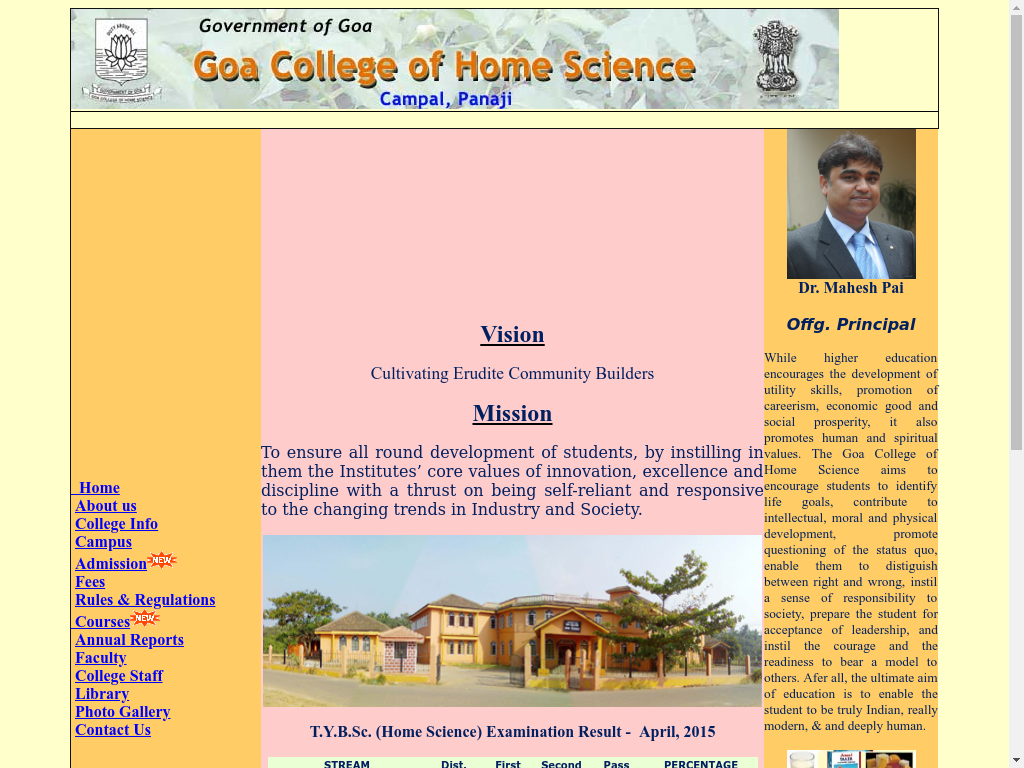 Government of Goa
Goa College of Home Science
Campal, Panaji
DUTY ABOVE ALL
Home
About us
College Info
Campus
Admission NEW
Fees
Rules & Regulations
Courses NEW
Annual Reports
Faculty
College Staff
Library
Photo Gallery
Contact Us
Vision
Cultivating Erudite Community Builders
Mission
To ensure all round development of students, by instilling in
them the Institutes’ core values of innovation, excellence and
discipline with a thrust on being self-reliant and responsive
to the changing trends in Industry and Society.
T.Y.B.Sc. (Home Science) Examination Result - April, 2015
STREAM Dist. First Second Pass PERCENTAGE
Dr. Mahesh Pai
Offg. Principal
While higher education
encourages the development of
utility skills, promotion of
careerism, economic good and
social prosperity, it also
promotes human and spiritual
values. The Goa College of
Home Science aims to
encourage students to identify
life goals, contribute to
intellectual, moral and physical
development, promote
questioning of the status quo,
enable them to distiguish
between right and wrong, instil
a sense of responsibility to
society, prepare the student for
acceptance of leadership, and
instil the courage and the
readiness to bear a model to
others. Afer all, the ultimate aim
of education is to enable the
student to be truly Indian, really
modern, & and deeply human.